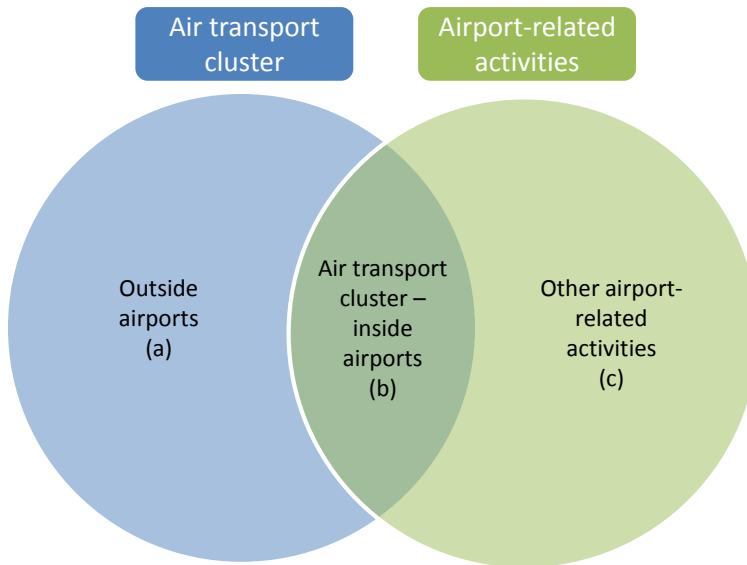 Air transport
cluster
Airport-related
activities
Outside
airports
(a)
Air transport
cluster –
inside
airports
(b)
Other airport-
related
activities
(c)